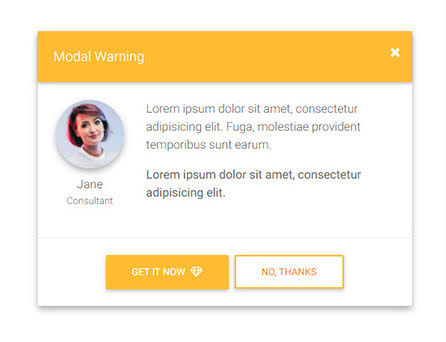 Modal Warning
Lorem ipsum dolor sit amet, consectetur
adipisicing elit. Fuga, molestiae provident
temporibus sunt earum.
Lorem ipsum dolor sit amet, consectetur
adipisicing elit.
Jane
Consultant
GET IT NOW
NO, THANKS